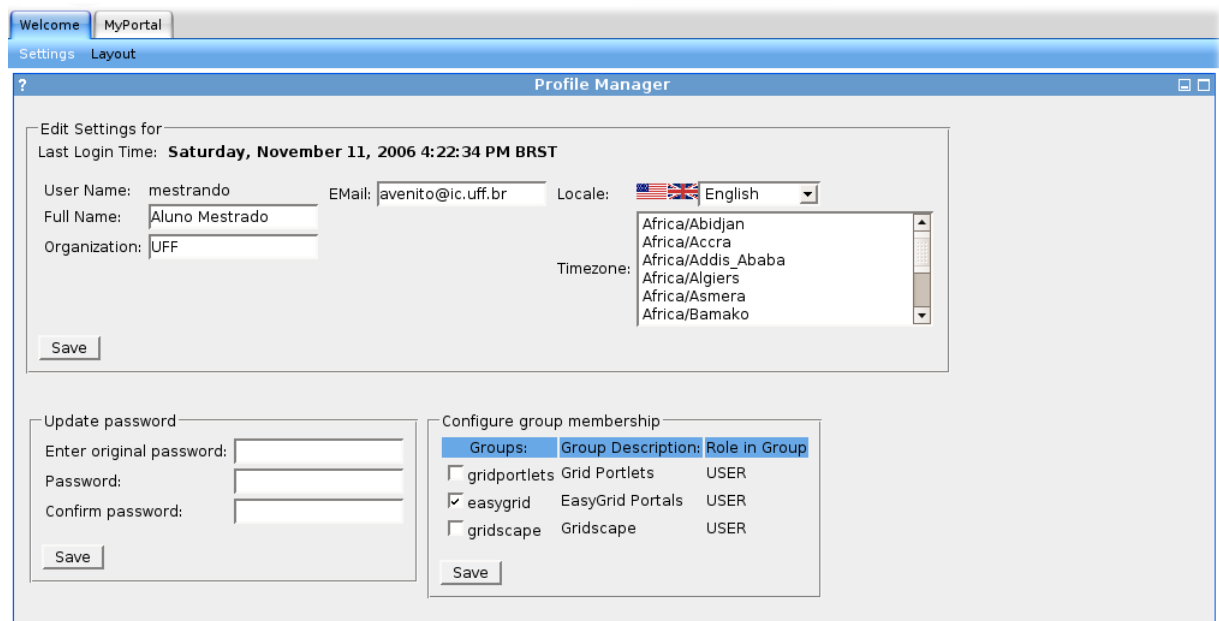 Welcome MyPortal
Settings Layout
? Profile Manager
Edit Settings for
Last Login Time: Saturday, November 11, 2006 4:22:34 PM BRST
User Name: mestrando EMail: avenito@ic.uff.br Locale: English
Full Name: Aluno Mestrado
Organization: UFF
Timezone: Africa/Abidjan
Africa/Accra
Africa/Addis_Ababa
Africa/Algiers
Africa/Asmera
Africa/Bamako
Save
Update password
Enter original password:
Password:
Confirm password:
Save
Configure group membership
Groups: Group Description: Role in Group
gridportlets Grid Portlets USER
easygrid EasyGrid Portals USER
gridscape Gridscape USER
Save